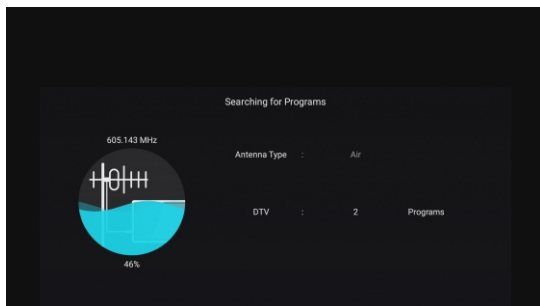 Searching for Programs
605.143 MHz
Antenna Type : Air
DTV : 2 Programs
46%